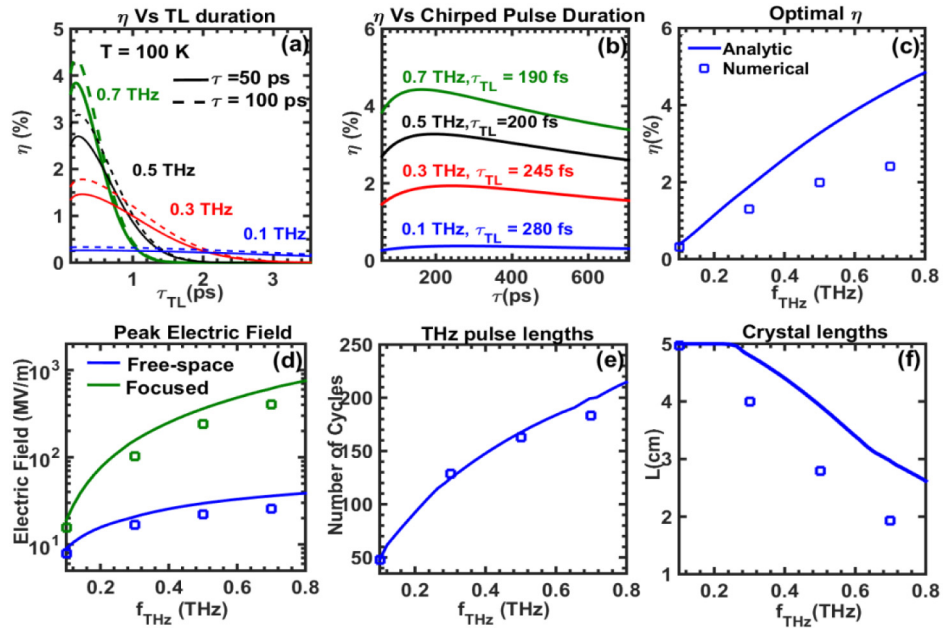 η Vs TL duration
(a)
T = 100 K
0.7 THz
τ =50 ps
τ = 100 ps
0.5 THz
0.3 THz
0.1 THz
η (%)
5
4
3
2
1
0
1
2
3
τTL(ps)
η Vs Chirped Pulse Duration
(b)
0.7 THz,τTL = 190 fs
0.5 THz,τTL=200 fs
0.3 THz, τTL = 245 fs
0.1 THz, τTL = 280 fs
η (%)
6
4
2
0
200
400
600
τ(ps)
Optimal η
(c)
Analytic
Numerical
η(%)
6
4
2
0
0.2
0.4
0.6
0.8
fTHz (THz)
Peak Electric Field
(d)
Free-space
Focused
Electric Field (MV/m)
10³
10²
10¹
0.2
0.4
0.6
0.8
fTHz (THz)
THz pulse lengths
(e)
Number of Cycles
250
200
150
100
50
0.2
0.4
0.6
0.8
fTHz (THz)
Crystal lengths
(f)
L(cm)
5
4
3
2
1
0.2
0.4
0.6
0.8
fTHz (THz)